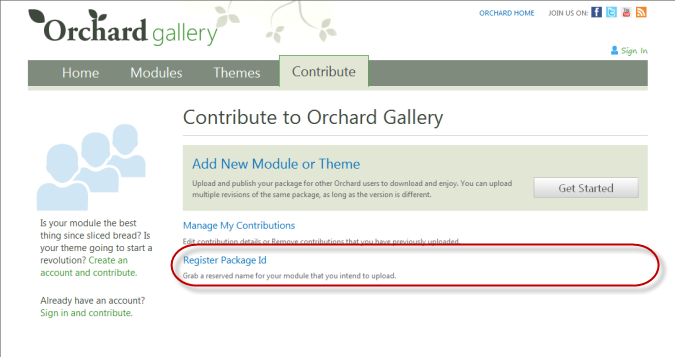 Orchard gallery
ORCHARD HOME
JOIN US ON:
Sign In
Home
Modules
Themes
Contribute
Contribute to Orchard Gallery
Add New Module or Theme
Upload and publish your package for other Orchard users to download and enjoy. You can upload
multiple revisions of the same package, as long as the version is different.
Get Started
Manage My Contributions
Edit contribution details or Remove contributions that you have previously uploaded.
Register Package Id
Grab a reserved name for your module that you intend to upload.
Is your module the best
thing since sliced bread? Is
your theme going to start a
revolution? Create an
account and contribute.
Already have an account?
Sign in and contribute.